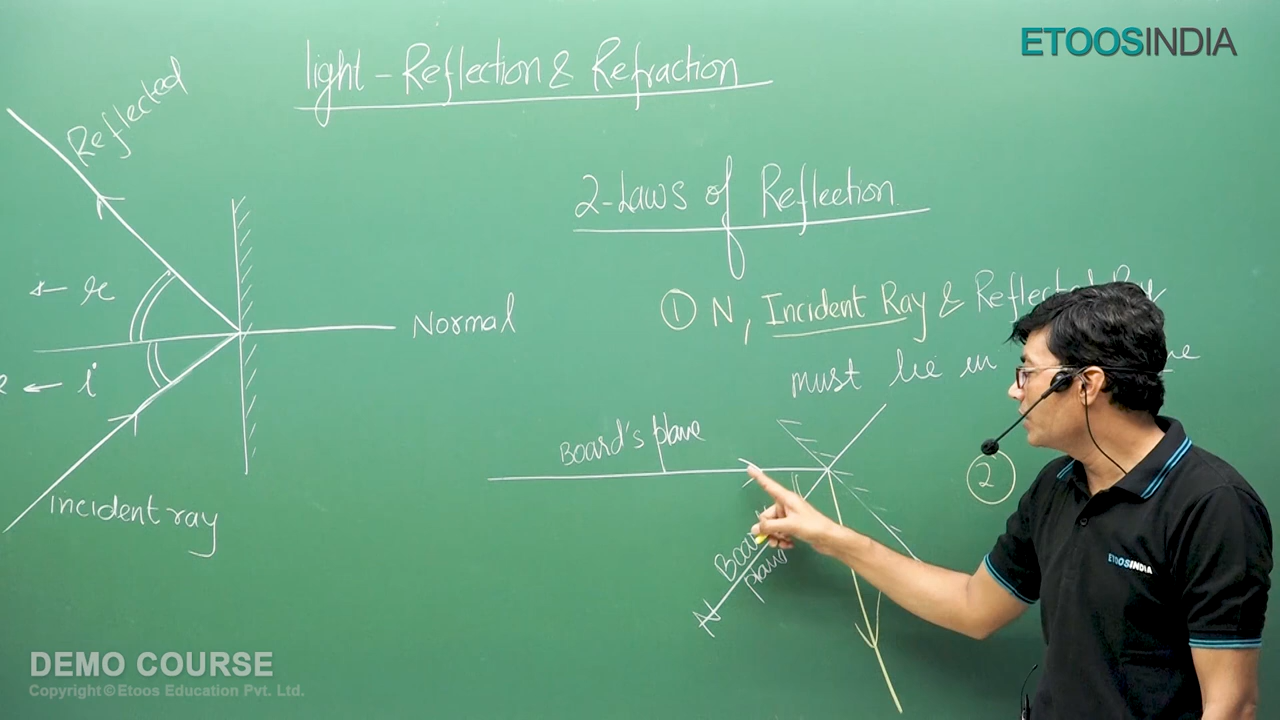 ETOOSINDIA
light - Reflection & Refraction
Reflected
2-Laws of Reflection
① N, Incident Ray & Reflected Ray
must lie in
r
Normal
i
Board's plane
②
Incident ray
N
plane
ETOOSINDIA
DEMO COURSE
Copyright © Etoos Education Pvt. Ltd.